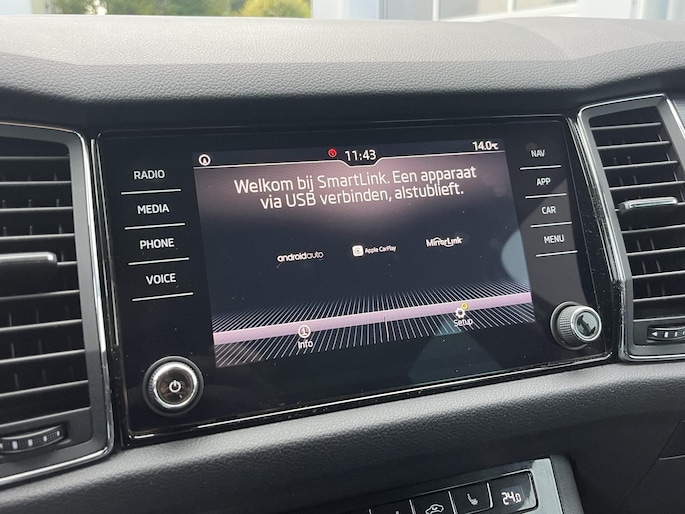 RADIO
MEDIA
PHONE
VOICE
11:43
14.0°C
Welkom bij SmartLink. Een apparaat
via USB verbinden, alstublieft.
androidauto
Apple CarPlay
MirrorLink
Info
Setup
NAV
APP
CAR
MENU
24.0